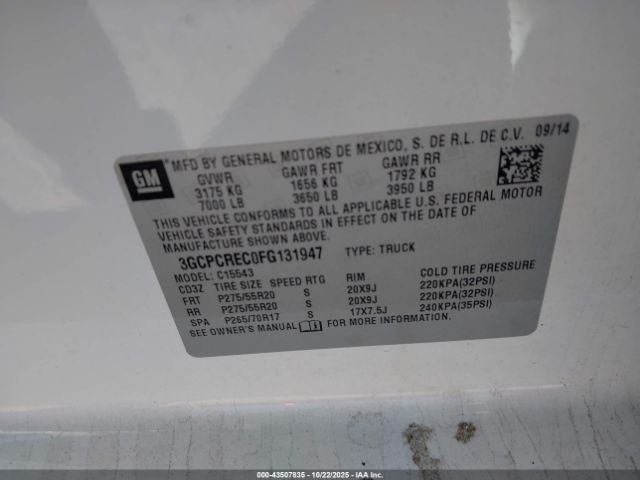 GM
*MFD BY GENERAL MOTORS DE MEXICO, S. DE R.L. DE C.V. 09/14
GVWR GAWR FRT GAWR RR
3175 KG 1656 KG 1792 KG
7000 LB 3650 LB 3950 LB
THIS VEHICLE CONFORMS TO ALL APPLICABLE U.S. FEDERAL MOTOR
VEHICLE SAFETY STANDARDS IN EFFECT ON THE DATE OF
MANUFACTURE SHOWN ABOVE.
3GCPCREC0FG131947 TYPE: TRUCK
MODEL: C15543
CD3Z TIRE SIZE SPEED RTG RIM COLD TIRE PRESSURE
FRT P275/55R20 S 20X9J 220KPA(32PSI)
RR P275/55R20 S 20X9J 220KPA(32PSI)
SPA P265/70R17 S 17X7.5J 240KPA(35PSI)
SEE OWNER'S MANUAL FOR MORE INFORMATION.
000-43507835 - 10/22/2025 - IAAI.COM